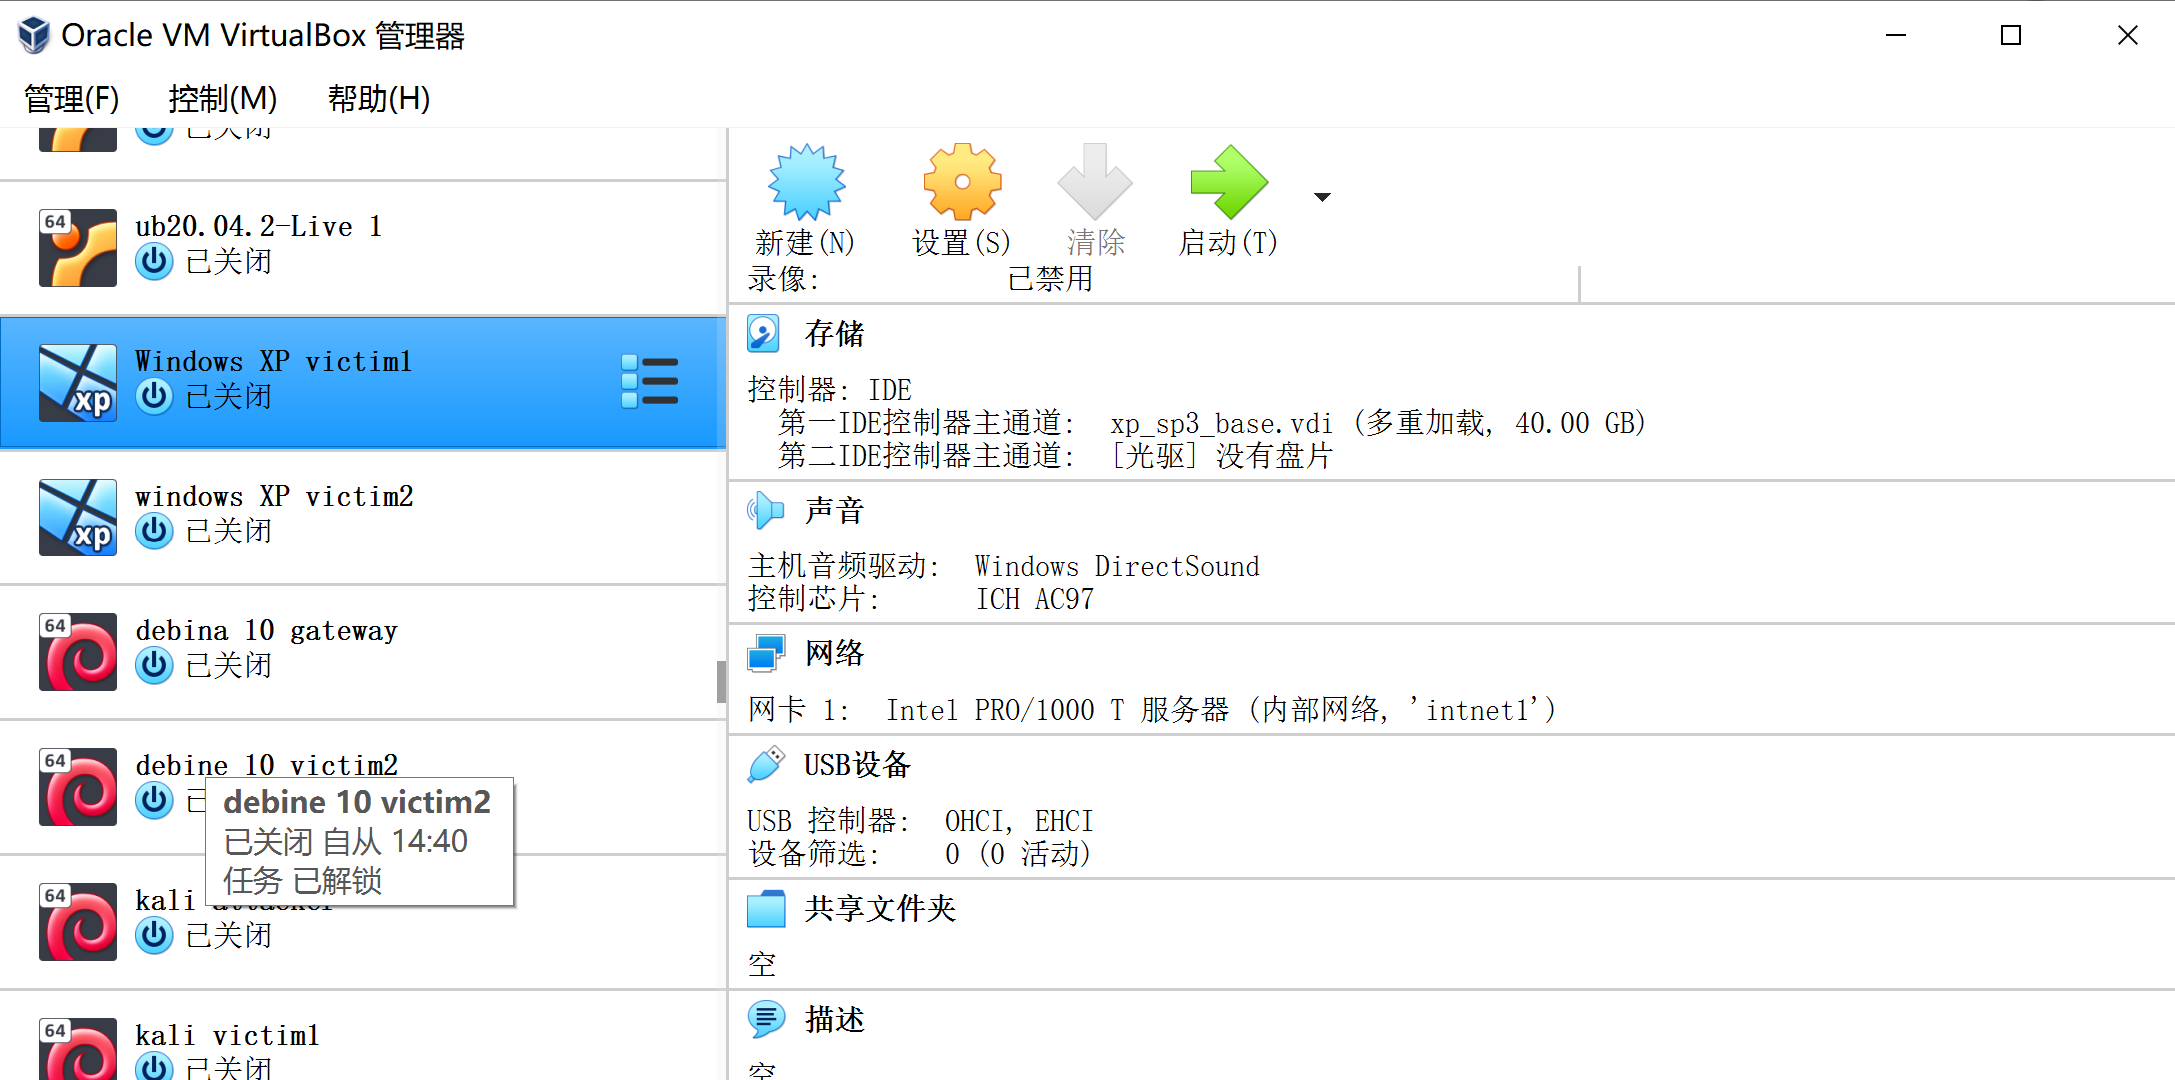 Oracle VM VirtualBox 管理器
管理(F) 控制(M) 帮助(H)
已关闭
64
ub20.04.2-Live 1
已关闭
xp
Windows XP victim1
已关闭
xp
windows XP victim2
已关闭
64
debina 10 gateway
已关闭
64
debine 10 victim2
已
debine 10 victim2
已关闭 自从 14:40
任务 已解锁
64
kali attacker
已关闭
64
kali victim1
已关闭
新建(N) 设置(S) 清除 启动(T)
录像: 已禁用
存储
控制器: IDE
第一IDE控制器主通道: xp_sp3_base.vdi (多重加载, 40.00 GB)
第二IDE控制器主通道: [光驱] 没有盘片
声音
主机音频驱动: Windows DirectSound
控制芯片: ICH AC97
网络
网卡 1: Intel PRO/1000 T 服务器 (内部网络, 'intnet1')
USB设备
USB 控制器: OHCI, EHCI
设备筛选: 0 (0 活动)
共享文件夹
空
描述
空